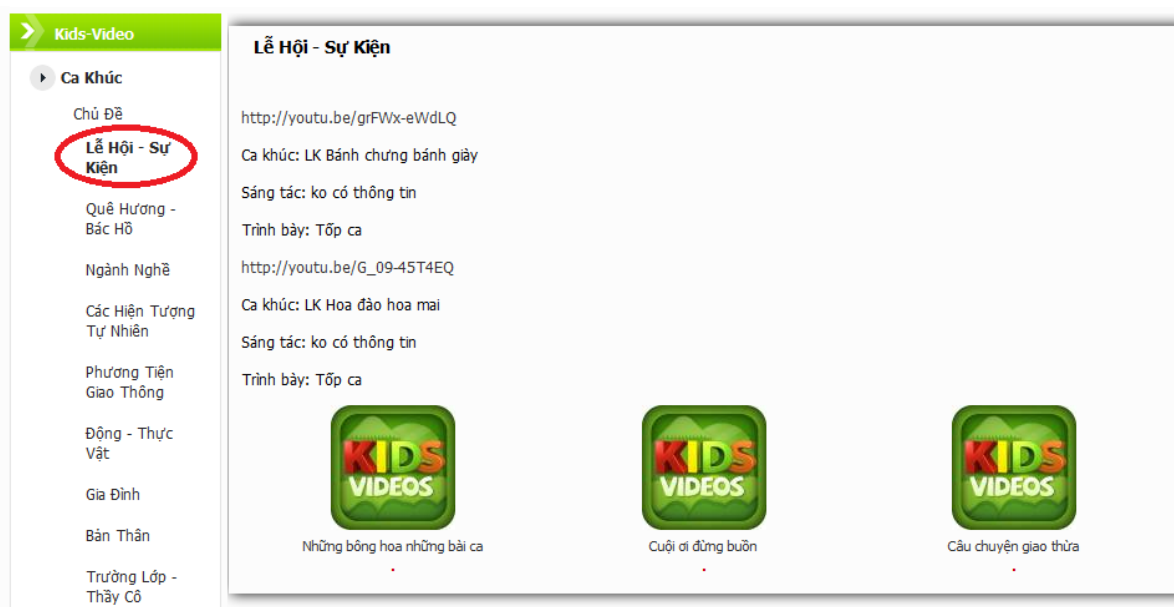 Kids-Video
Ca Khúc
Chủ Đề
Lễ Hội - Sự
Kiện
Quê Hương -
Bác Hồ
Ngành Nghề
Các Hiện Tượng
Tự Nhiên
Phương Tiện
Giao Thông
Động - Thực
Vật
Gia Đình
Bản Thân
Trường Lớp -
Thầy Cô
Lễ Hội - Sự Kiện
http://youtu.be/grFWx-eWdLQ
Ca khúc: LK Bánh chưng bánh giày
Sáng tác: ko có thông tin
Trình bày: Tốp ca
http://youtu.be/G_09-45T4EQ
Ca khúc: LK Hoa đào hoa mai
Sáng tác: ko có thông tin
Trình bày: Tốp ca
KIDS
VIDEOS
KIDS
VIDEOS
KIDS
VIDEOS
Những bông hoa những bài ca
Cuội ơi đừng buồn
Câu chuyện giao thừa